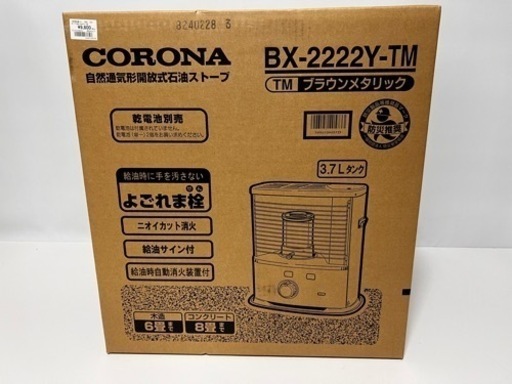 8240228 3
CORONA
自然通気形開放式石油ストーブ
BX-2222Y-TM
TM ブラウンメタリック
乾電池別売
防災推奨
3.7Lタンク
給油時に手を汚さない
よごれま栓
ニオイカット消火
給油サイン付
給油時自動消火装置付
木造
6畳まで
コンクリート
8畳まで